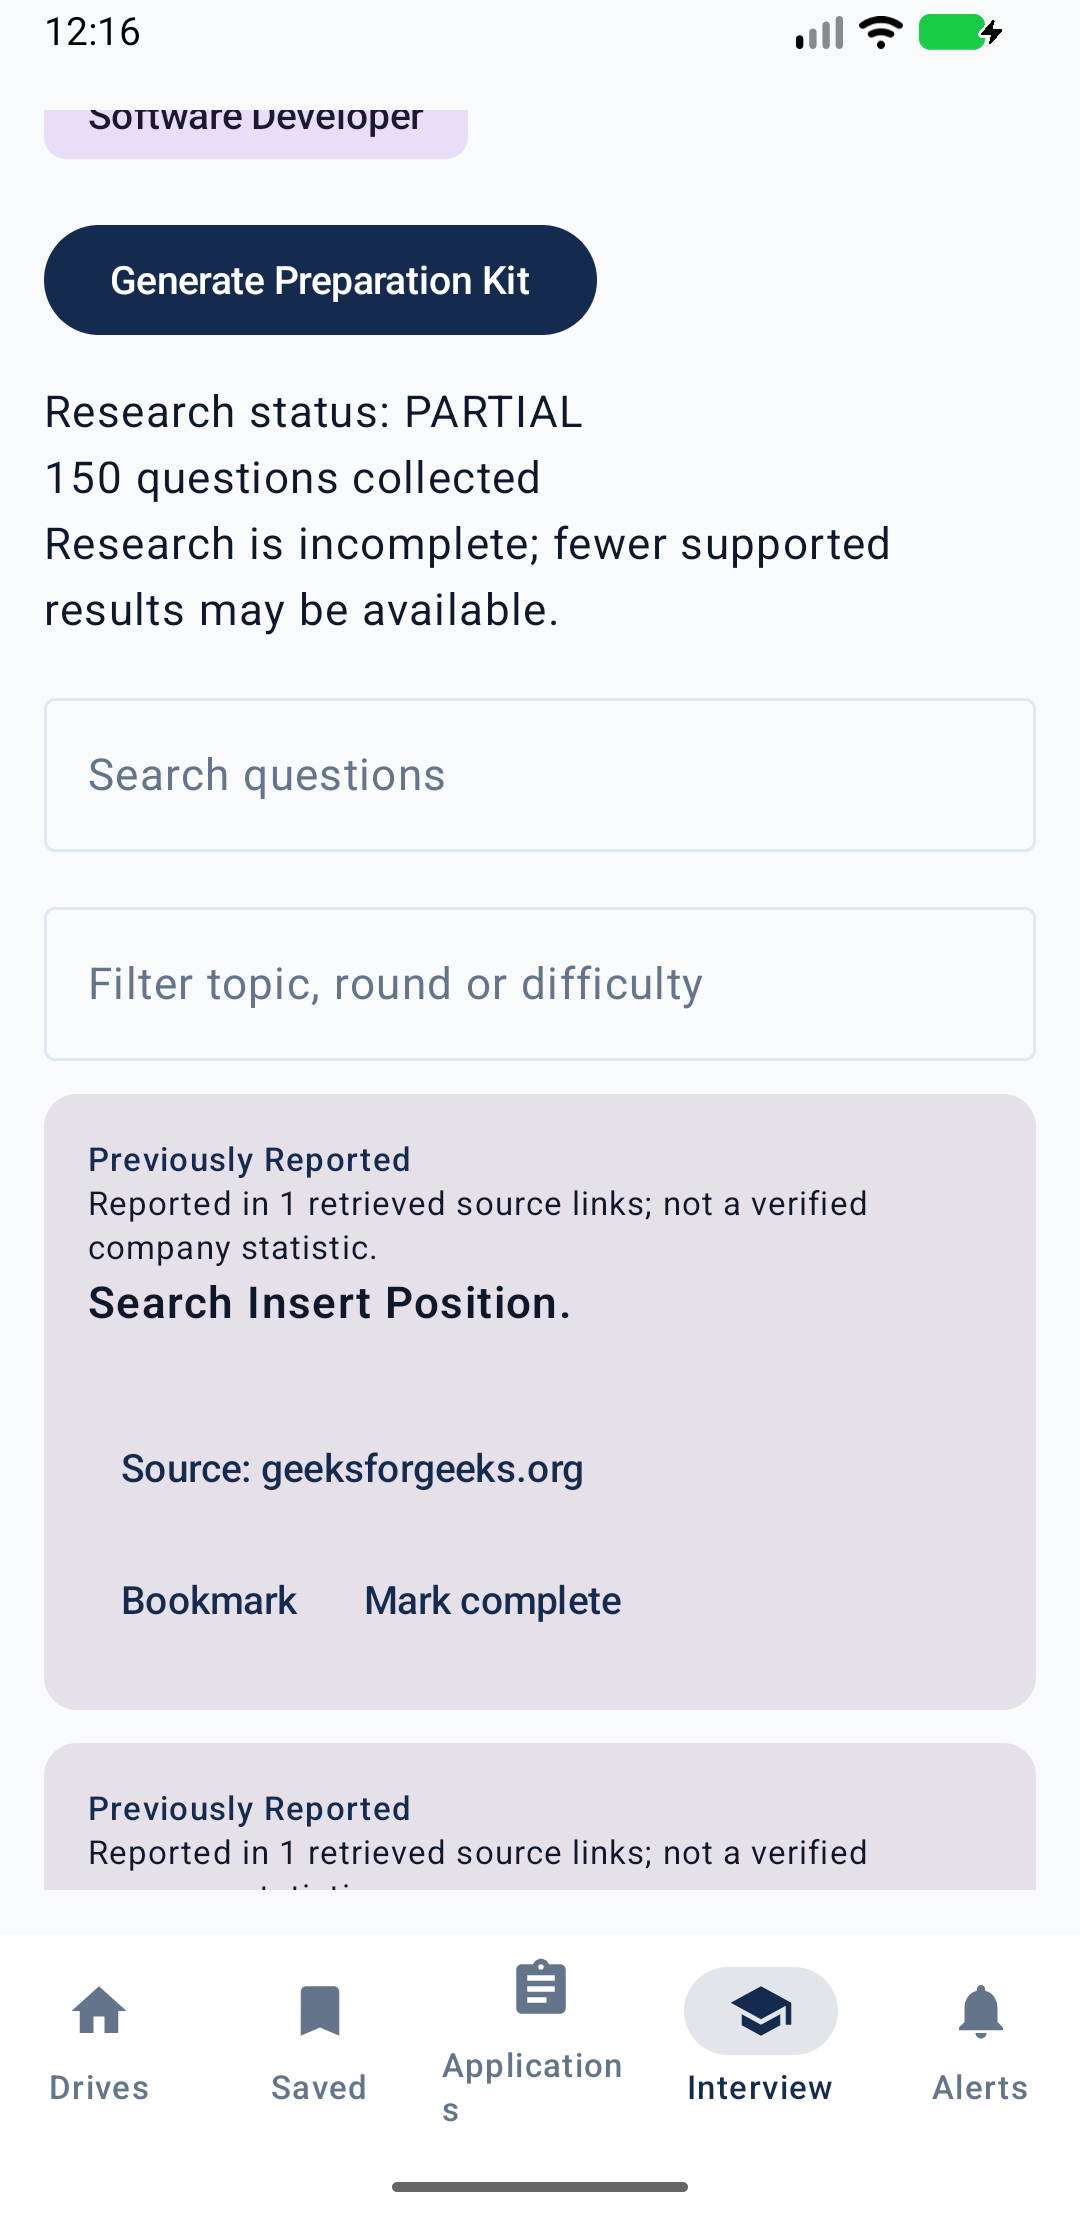 12:16
Software Developer
Generate Preparation Kit
Research status: PARTIAL
150 questions collected
Research is incomplete; fewer supported
results may be available.
Search questions
Filter topic, round or difficulty
Previously Reported
Reported in 1 retrieved source links; not a verified
company statistic.
Search Insert Position.
Source: geeksforgeeks.org
Bookmark Mark complete
Previously Reported
Reported in 1 retrieved source links; not a verified
Drives Saved Application
s Interview Alerts